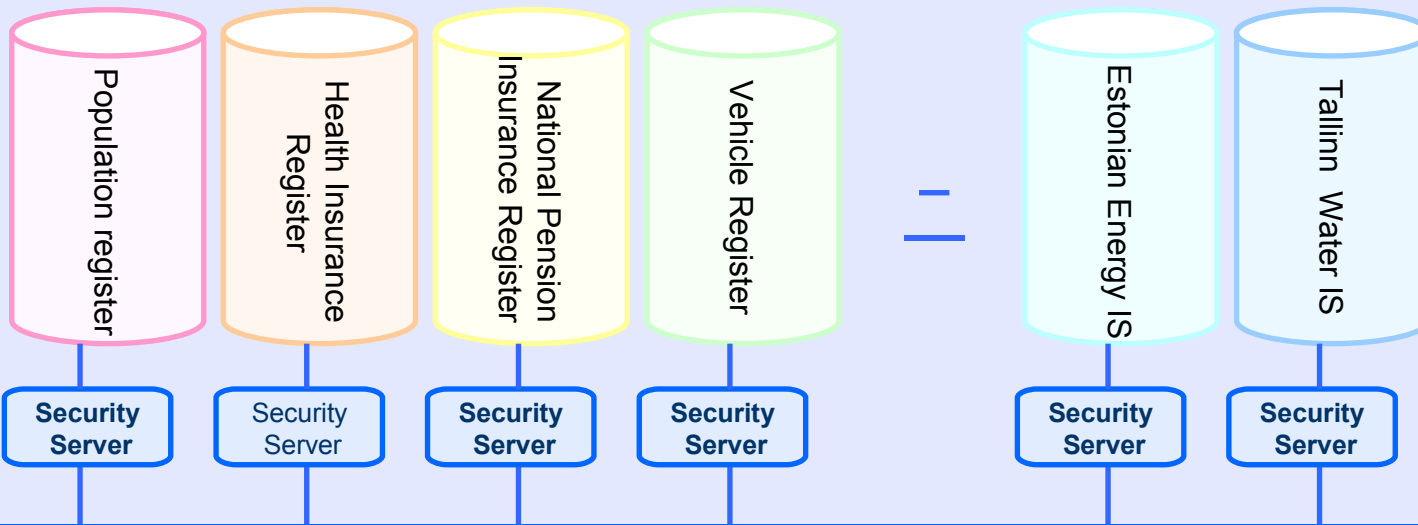 Population register
Health Insurance
Register
National Pension
Insurance Register
Vehicle Register
Estonian Energy IS
Tallinn Water IS
Security
Server
Security
Server
Security
Server
Security
Server
Security
Server
Security
Server